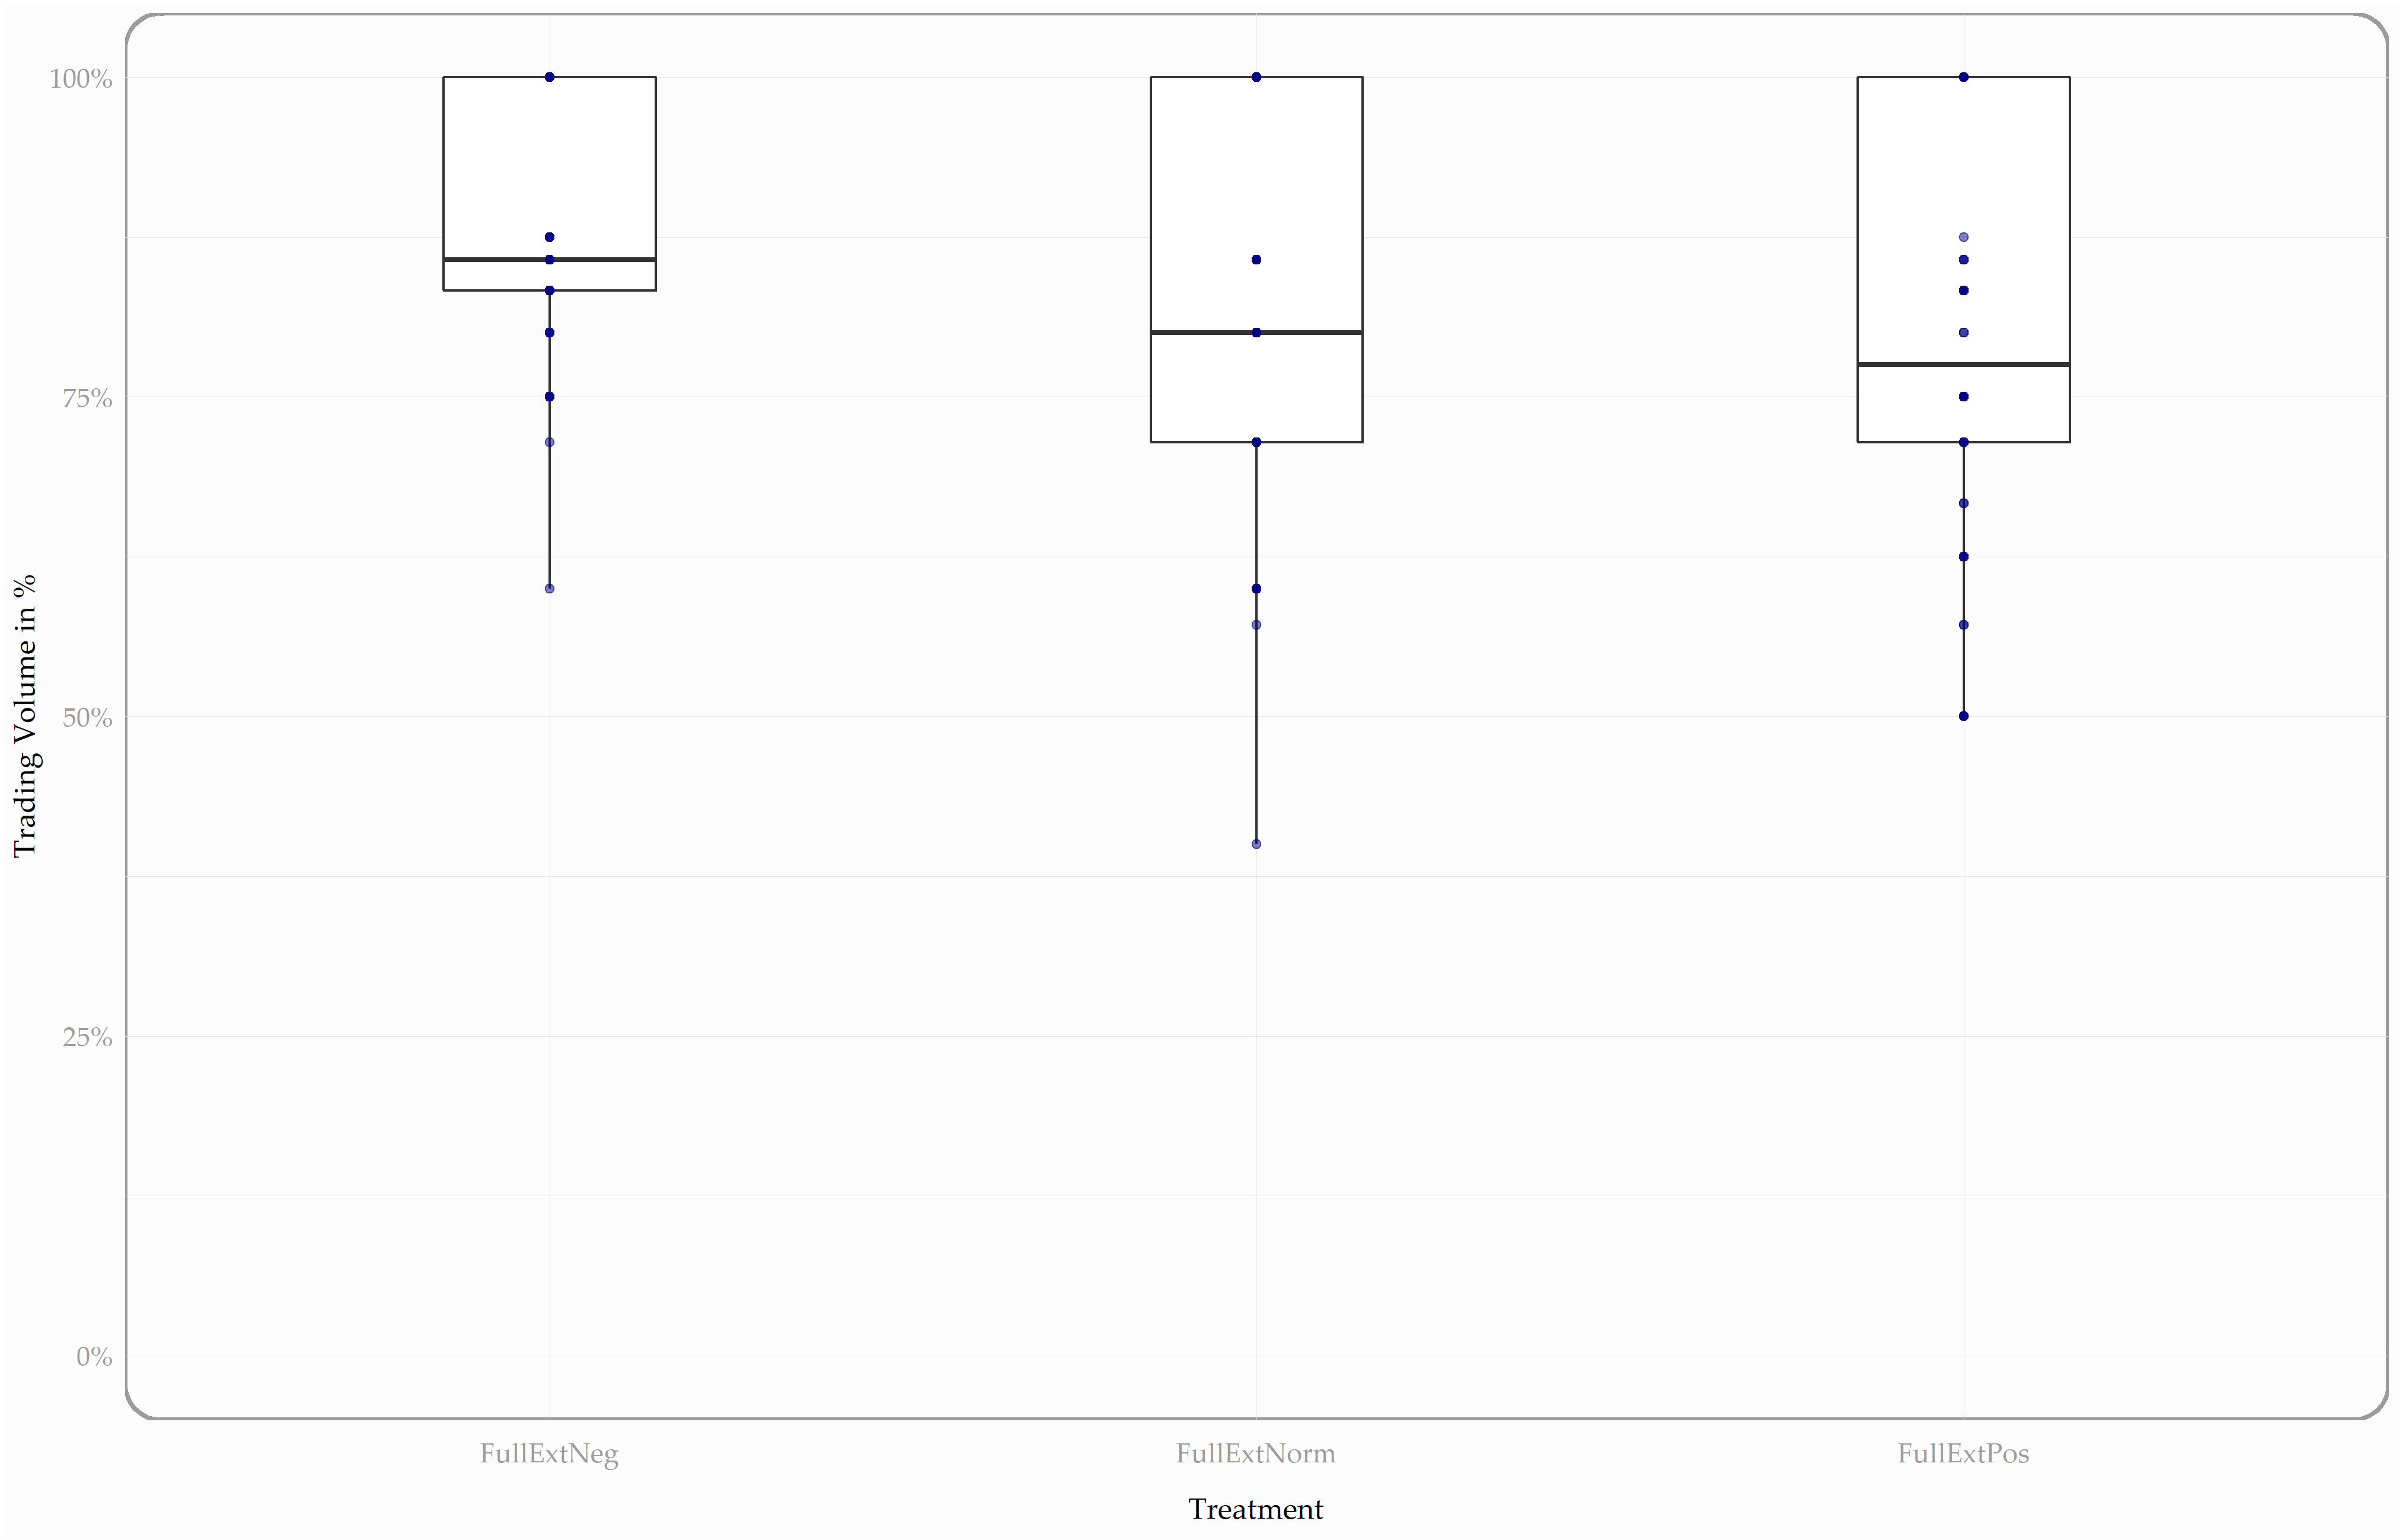 100%
75%
50%
25%
0%
Trading Volume in %
FullExtNeg
FullExtNorm
FullExtPos
Treatment